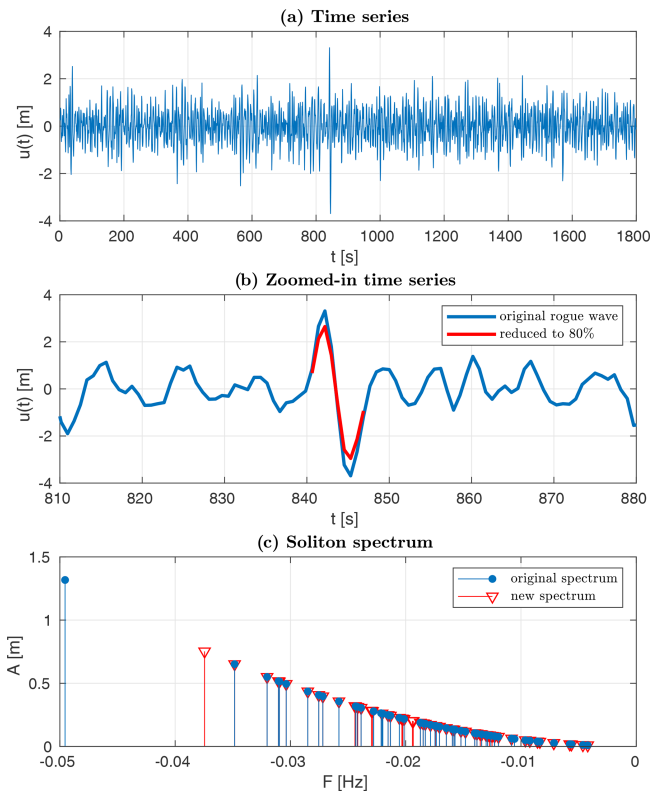 (a) Time series
4
2
0
-2
-4
u(t) [m]
0 200 400 600 800 1000 1200 1400 1600 1800
t [s]
(b) Zoomed-in time series
4
2
0
-2
-4
u(t) [m]
original rogue wave
reduced to 80%
810 820 830 840 850 860 870 880
t [s]
(c) Soliton spectrum
1.5
1
0.5
0
A [m]
original spectrum
new spectrum
-0.05 -0.04 -0.03 -0.02 -0.01 0
F [Hz]